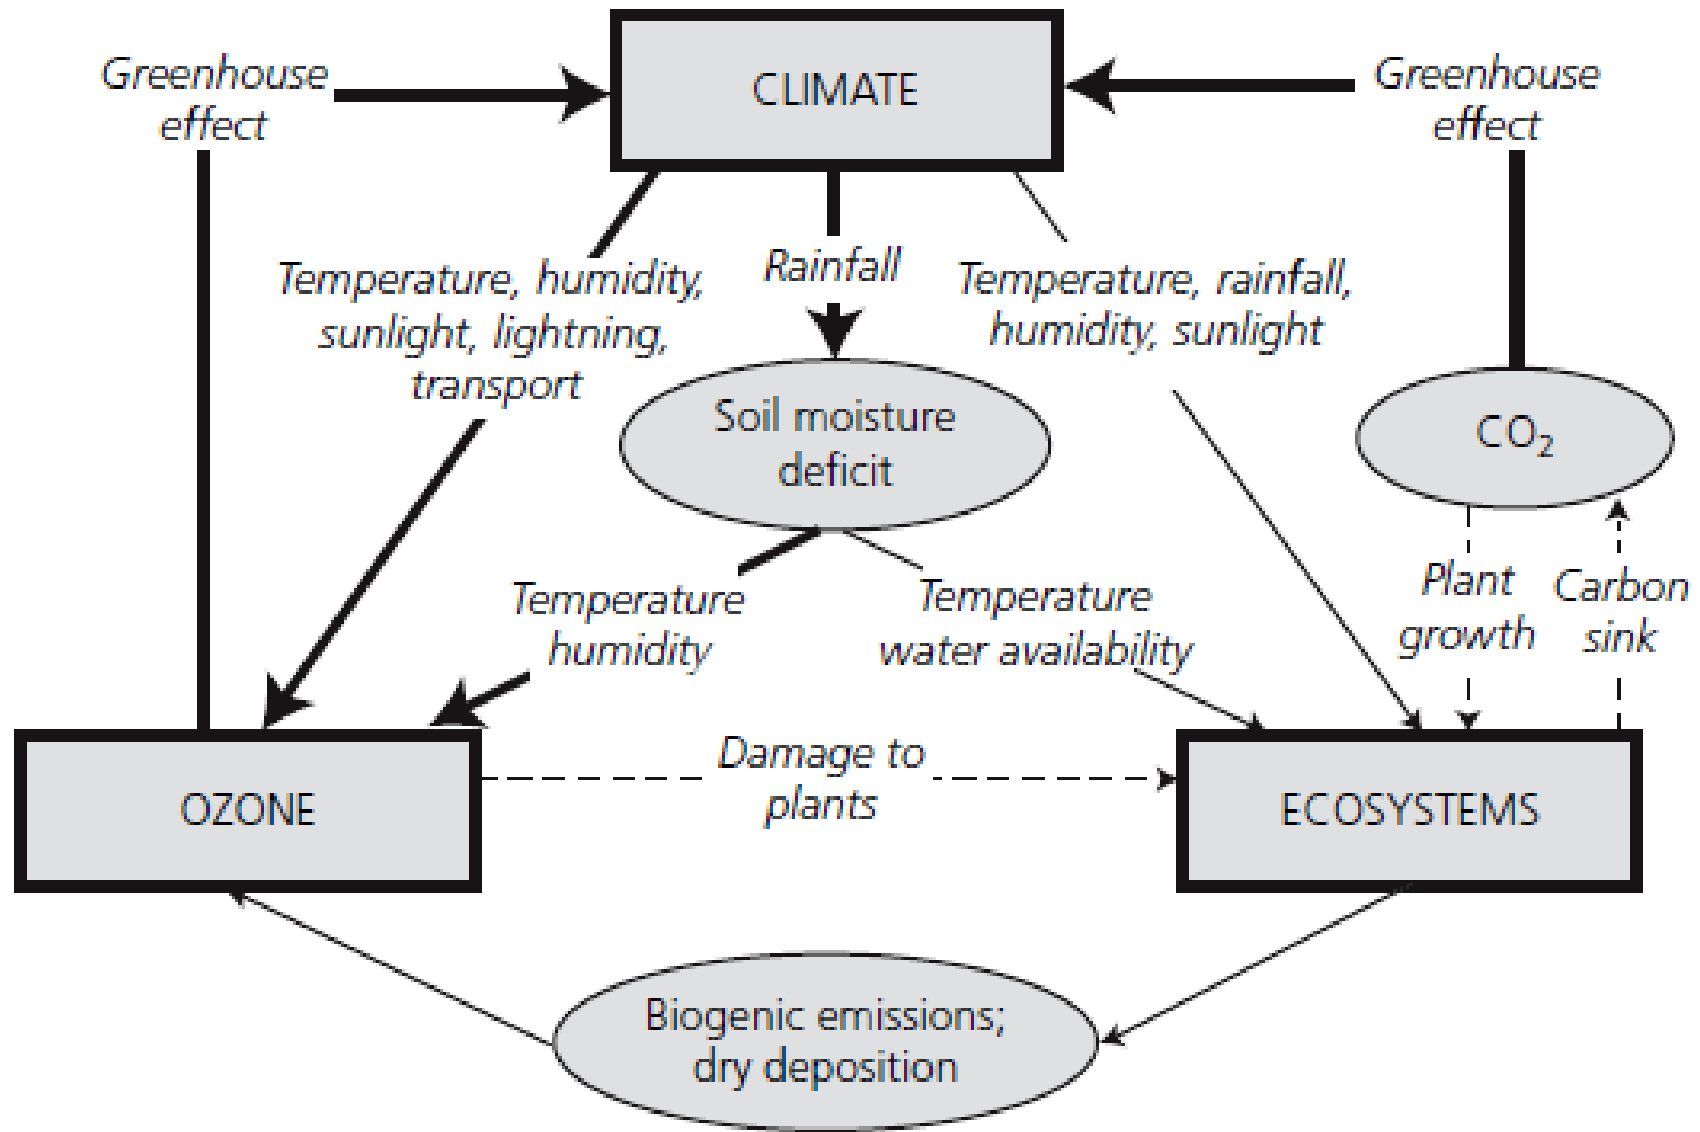 Greenhouse
effect
CLIMATE
Greenhouse
effect
Temperature, humidity,
sunlight, lightning,
transport
Rainfall
Temperature, rainfall,
humidity, sunlight
Soil moisture
deficit
CO₂
Temperature
humidity
Temperature
water availability
Plant
growth
Carbon
sink
OZONE
Damage to
plants
ECOSYSTEMS
Biogenic emissions;
dry deposition